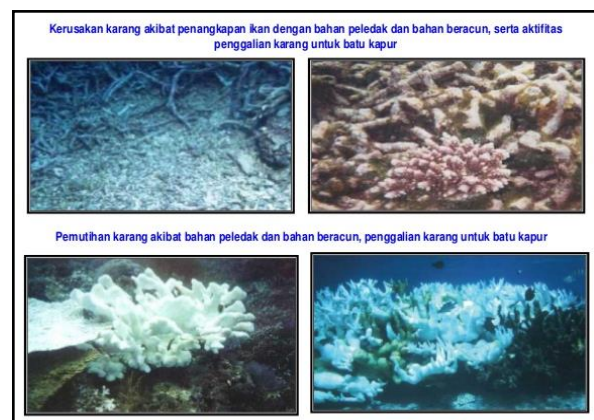 Kerusakan karang akibat penangkapan ikan dengan bahan peledak dan bahan beracun, serta aktifitas
penggalian karang untuk batu kapur
Pemutihan karang akibat bahan peledak dan bahan beracun, penggalian karang untuk batu kapur